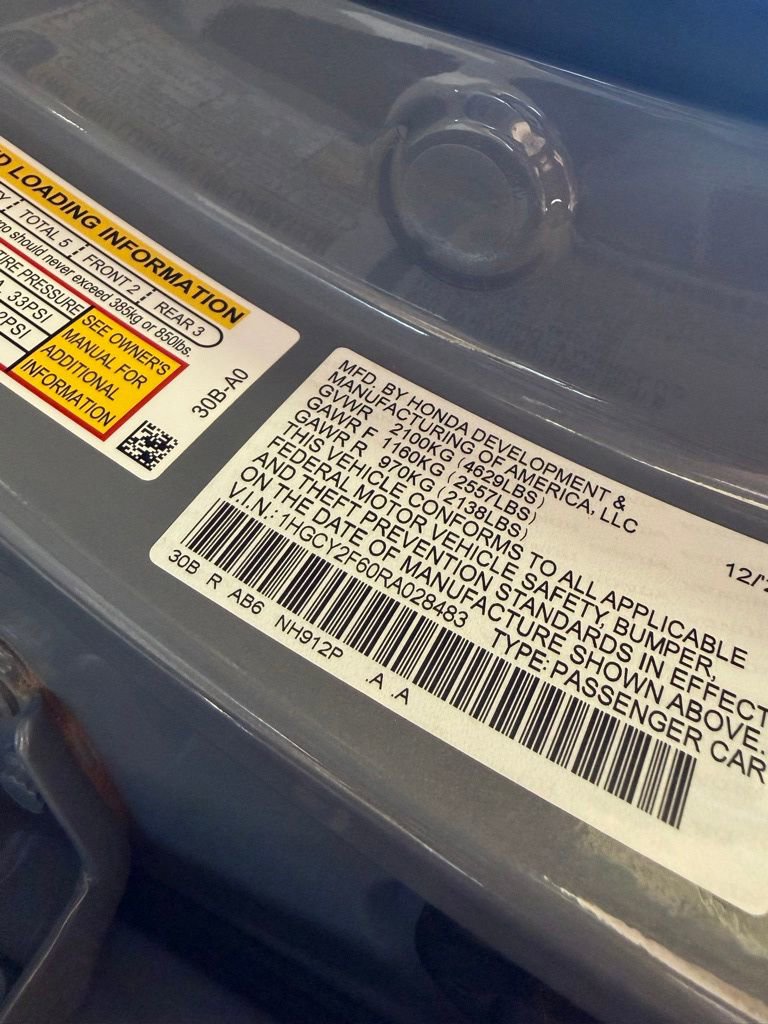 LOADING INFORMATION
TOTAL 5 FRONT 2 REAR 3
should never exceed 385kg or 850lbs.
TIRE PRESSURE
33PSI
SEE OWNER'S
MANUAL FOR
ADDITIONAL
INFORMATION
30B-A0
MFD. BY HONDA DEVELOPMENT &
MANUFACTURING OF AMERICA, LLC
GVWR 2100KG (4629LBS)
GAWR F 1160KG (2557LBS)
GAWR R 970KG (2138LBS)
THIS VEHICLE CONFORMS TO ALL APPLICABLE
FEDERAL MOTOR VEHICLE SAFETY, BUMPER,
AND THEFT PREVENTION STANDARDS IN EFFECT
ON THE DATE OF MANUFACTURE SHOWN ABOVE.
V.I.N.: 1HGCY2F60RA028483 TYPE: PASSENGER CAR
30B R AB6 NH912P .A .A
12/